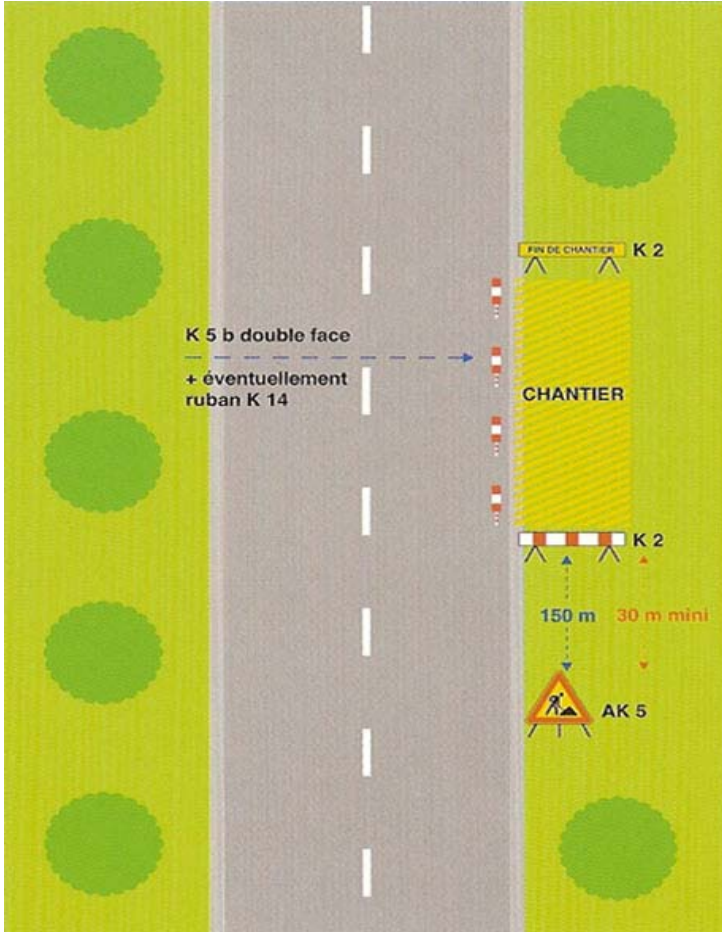 FIN DE CHANTIER K 2
K 5 b double face
+ éventuellement
ruban K 14
CHANTIER
K 2
150 m 30 m mini
AK 5